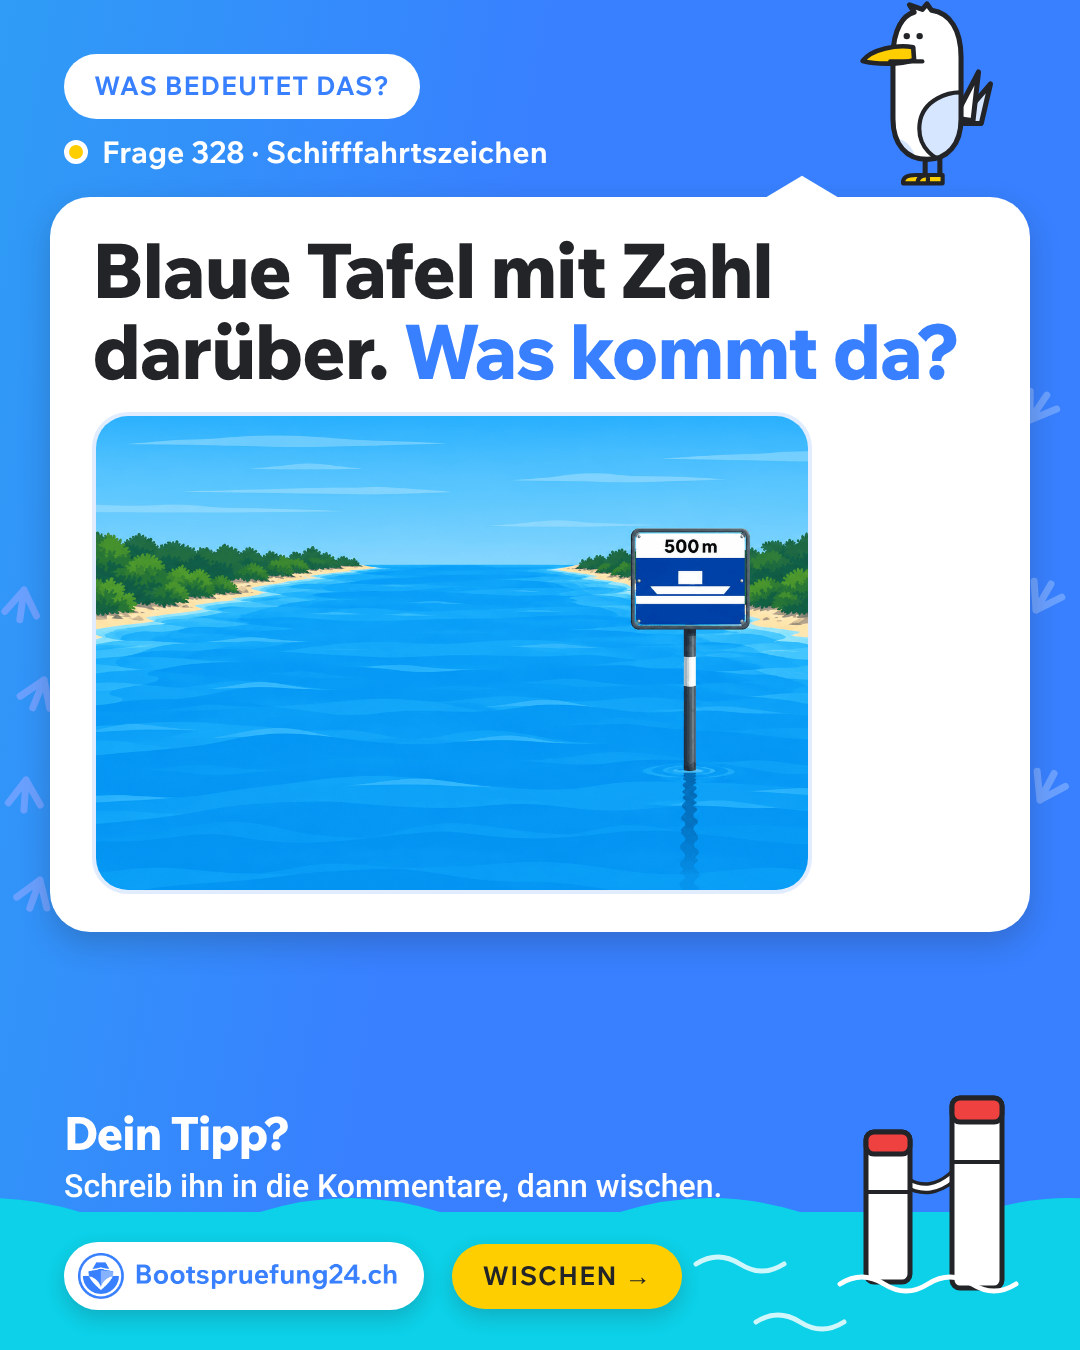 WAS BEDEUTET DAS?
Frage 328 · Schifffahrtszeichen
Blaue Tafel mit Zahl
darüber. Was kommt da?
500 m
Dein Tipp?
Schreib ihn in die Kommentare, dann wischen.
Bootspruefung24.ch
WISCHEN →